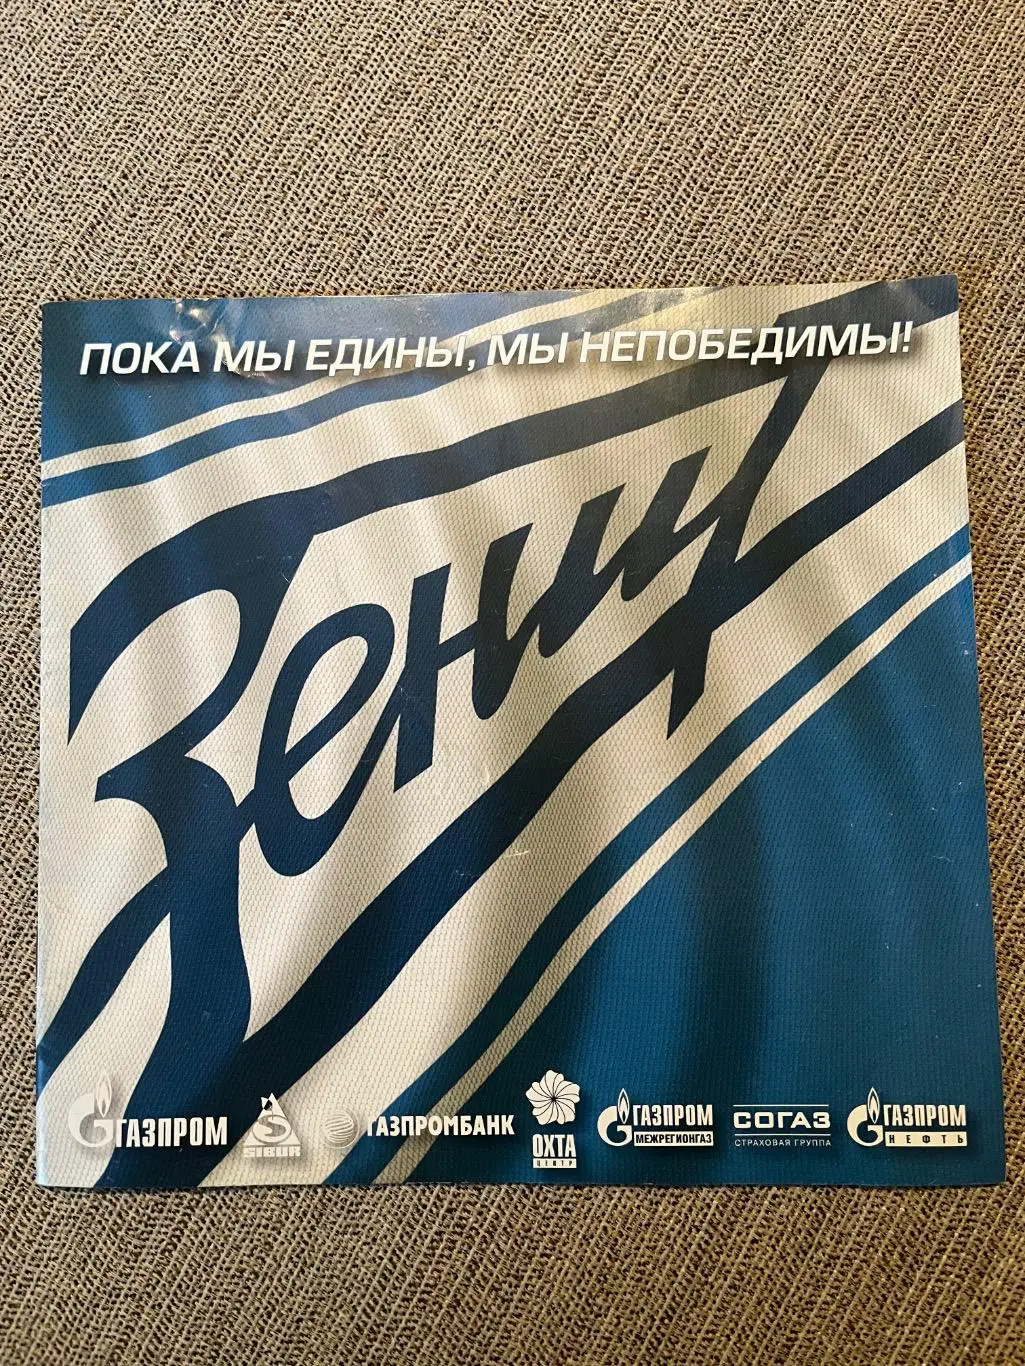 ПОКА МЫ ЕДИНЫ, МЫ НЕПОБЕДИМЫ!
Зенит
ГАЗПРОМ
SIBUR
ГАЗПРОМБАНК
ОХТА
ЦЕНТР
ГАЗПРОМ
МЕЖРЕГИОНГАЗ
СОГАЗ
СТРАХОВАЯ ГРУППА
ГАЗПРОМ
НЕФТЬ